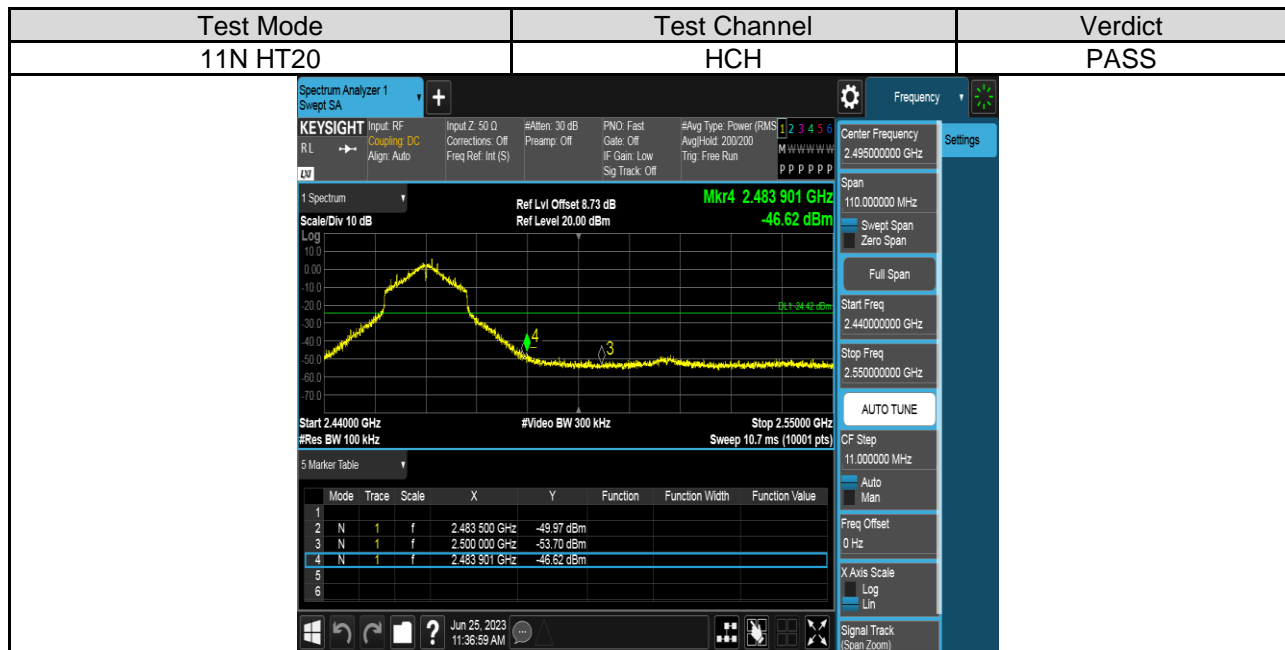 Test Mode Test Channel Verdict
11N HT20 HCH PASS
Spectrum Analyzer 1
Swept SA
+
Frequency
KEYSIGHT
RL
LXI
Input: RF
Coupling: DC
Align: Auto
Input Z: 50 Ω
Corrections: Off
Freq Ref: Int (S)
#Atten: 30 dB
Preamp: Off
PNO: Fast
Gate: Off
IF Gain: Low
Sig Track: Off
#Avg Type: Power (RMS
Avg|Hold: 200/200
Trig: Free Run
1 2 3 4 5 6
M W W W W W
P P P P P P
1 Spectrum
Scale/Div 10 dB
Ref Lvl Offset 8.73 dB
Ref Level 20.00 dBm
Mkr4 2.483 901 GHz
-46.62 dBm
Log
10.0
0.00
-10.0
-20.0
-30.0
-40.0
-50.0
-60.0
-70.0
DL1 -24.42 dBm
4
3
Start 2.44000 GHz #Video BW 300 kHz Stop 2.55000 GHz
#Res BW 100 kHz Sweep 10.7 ms (10001 pts)
5 Marker Table
Mode Trace Scale X Y Function Function Width Function Value
1
2 N 1 f 2.483 500 GHz -49.97 dBm
3 N 1 f 2.500 000 GHz -53.70 dBm
4 N 1 f 2.483 901 GHz -46.62 dBm
5
6
?
Jun 25, 2023
11:36:59 AM
Settings
Center Frequency
2.495000000 GHz
Span
110.000000 MHz
Swept Span
Zero Span
Full Span
Start Freq
2.440000000 GHz
Stop Freq
2.550000000 GHz
AUTO TUNE
CF Step
11.000000 MHz
Auto
Man
Freq Offset
0 Hz
X Axis Scale
Log
Lin
Signal Track
(Span Zoom)